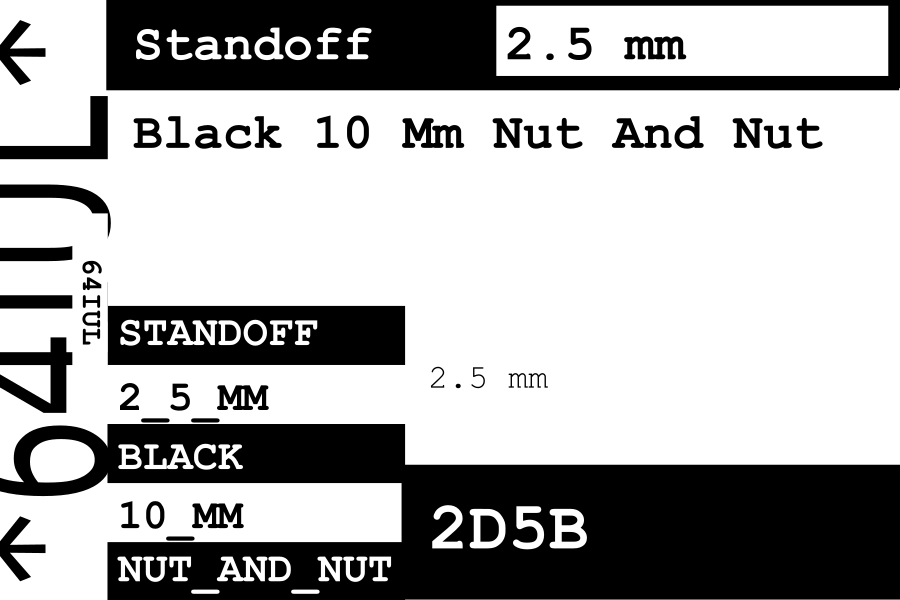 Standoff
2.5 mm
Black 10 Mm Nut And Nut
64IUL
STANDOFF
2_5_MM
2.5 mm
BLACK
10_MM
2D5B
NUT_AND_NUT